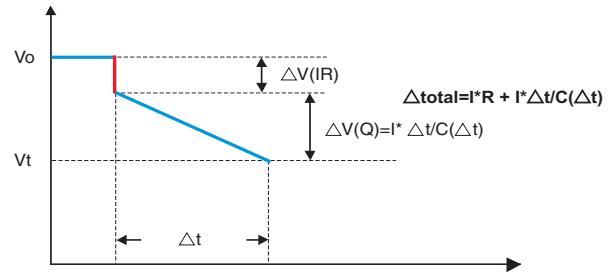 Vo
△V(IR)
△total=I*R + I*△t/C(△t)
△V(Q)=I* △t/C(△t)
Vt
△t